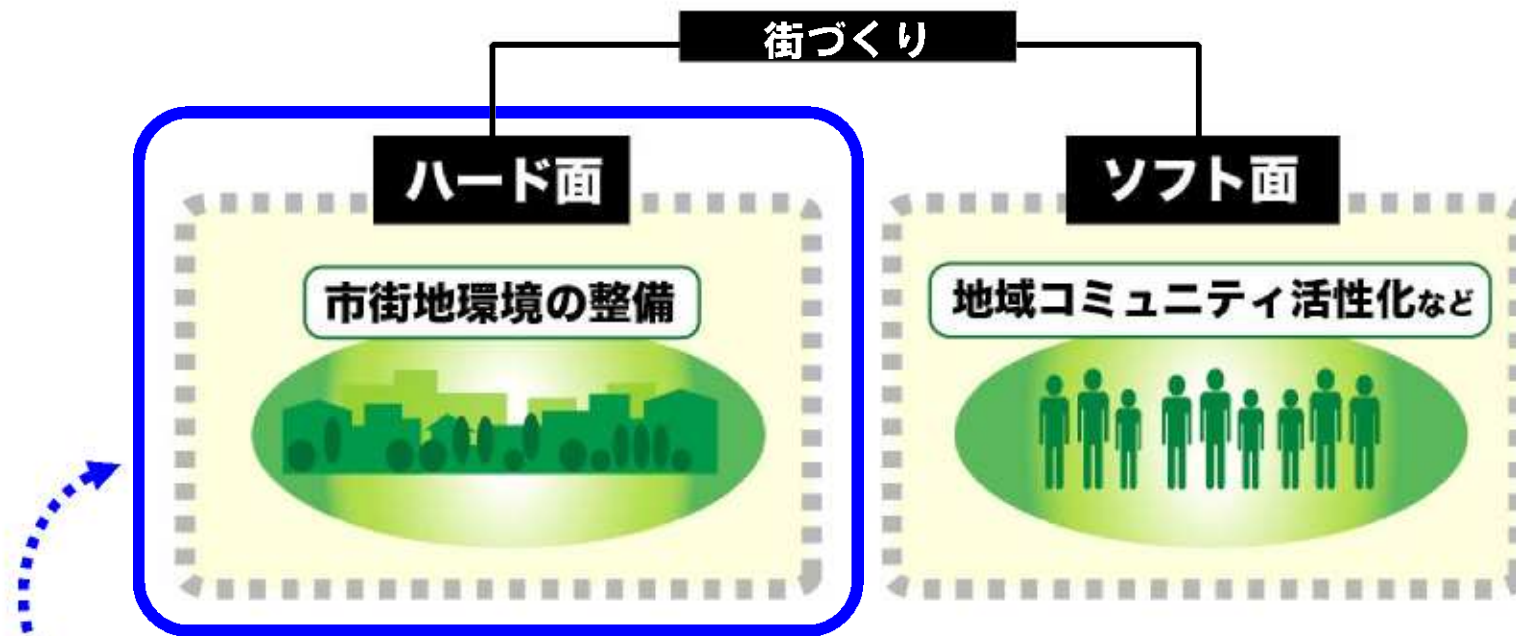 街づくり
ハード面
ソフト面
市街地環境の整備
地域コミュニティ活性化など